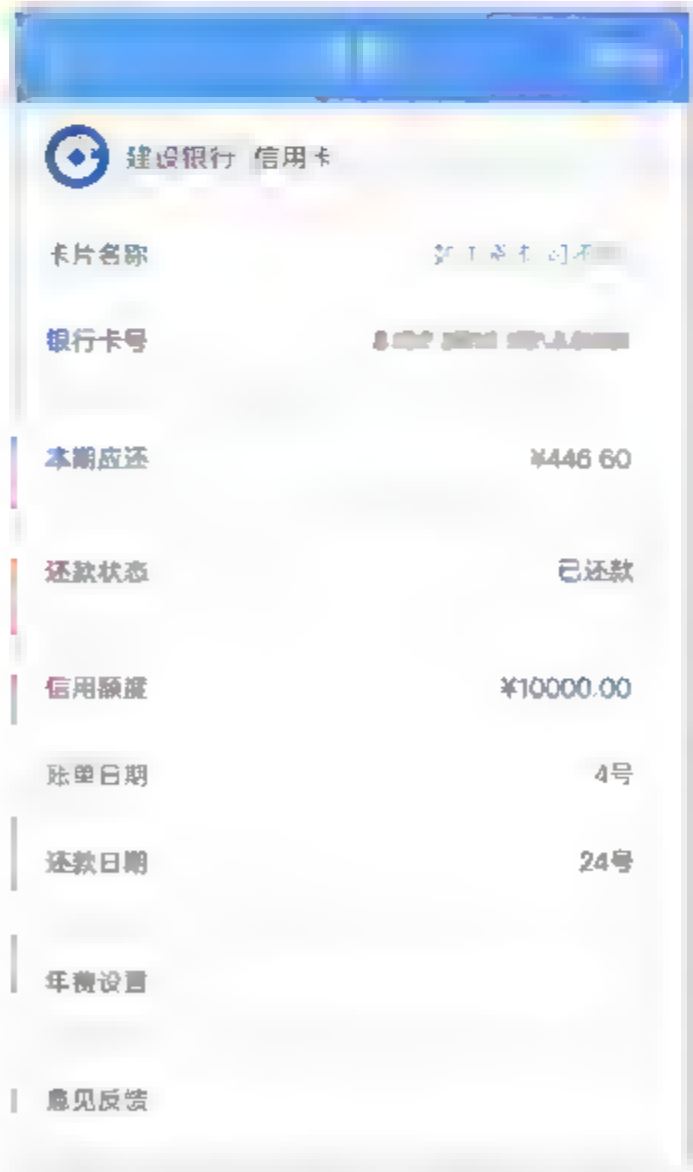 建设银行 信用卡
卡片名称
银行卡号
本期应还 ¥446.60
还款状态 已还款
信用额度 ¥10000.00
账单日期 4号
还款日期 24号
年费设置
意见反馈